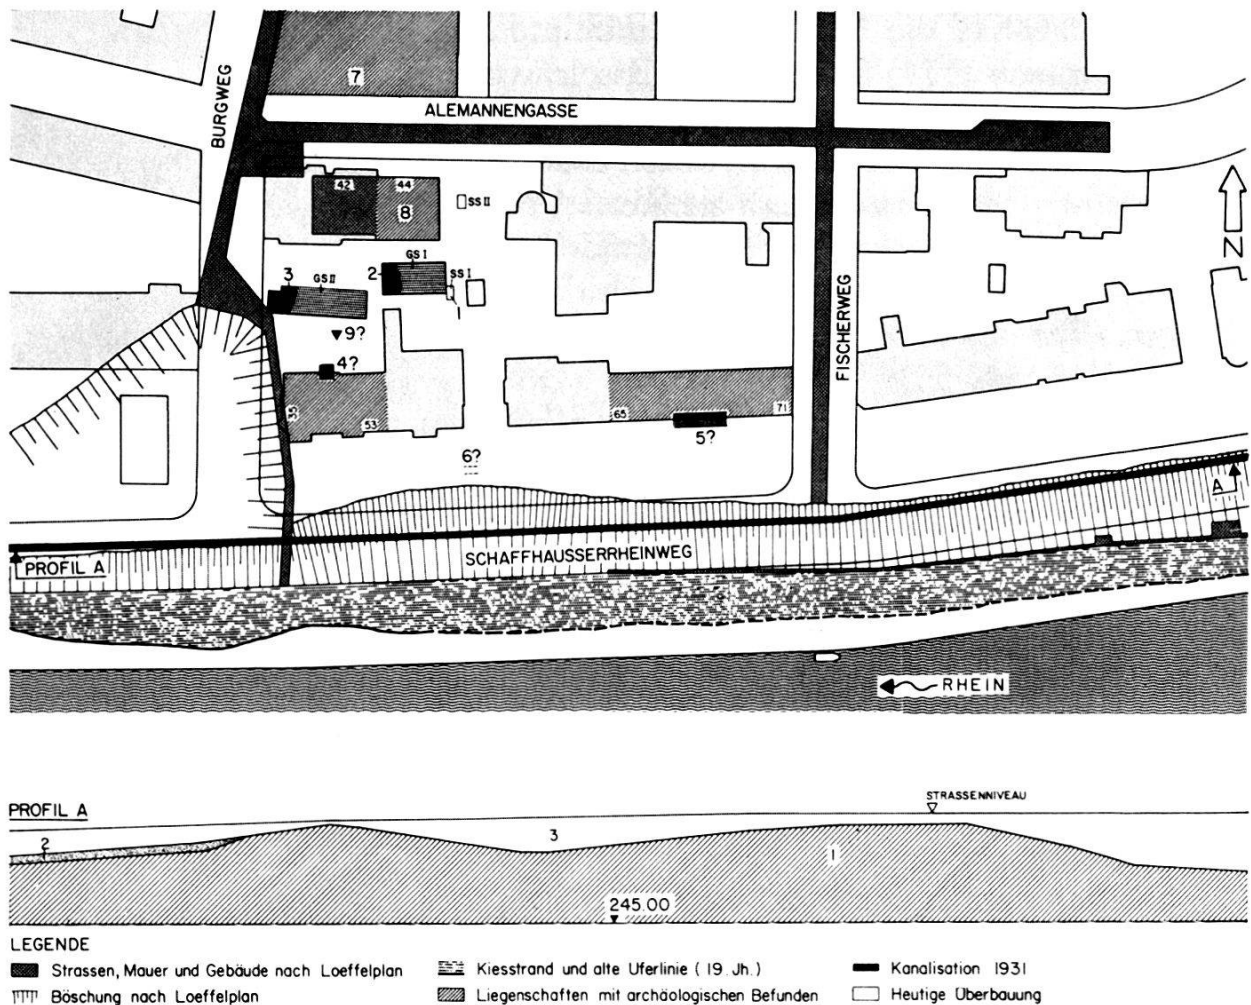 7
ALEMANNENGASSE
BURGWEG
42 44
8
SS II
GS I
2
SS I
3
GS II
9?
4?
35
53
65
71
5?
6?
FISCHERWEG
N
A
PROFIL A
SCHAFFHAUSERRHEINWEG
RHEIN
PROFIL A
STRASSENNIVEAU
2
3
1
245.00
LEGENDE
Strassen, Mauer und Gebäude nach Loeffelplan
Böschung nach Loeffelplan
Kiesstrand und alte Uferlinie ( 19. Jh.)
Liegenschaften mit archäologischen Befunden
Kanalisation 1931
Heutige Überbauung